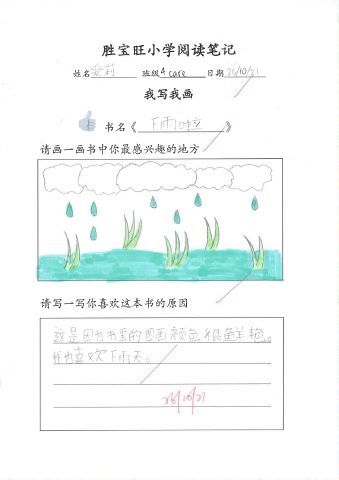 胜宝旺小学阅读笔记
姓名 爱莉 班级 4 care 日期 26/10/21
我写我画
书名《 下雨啦 》
请画一画书中你最感兴趣的地方
请写一写你喜欢这本书的原因
这是因为书里的图画颜色很鲜艳。
我也喜欢下雨天。
26/10/21